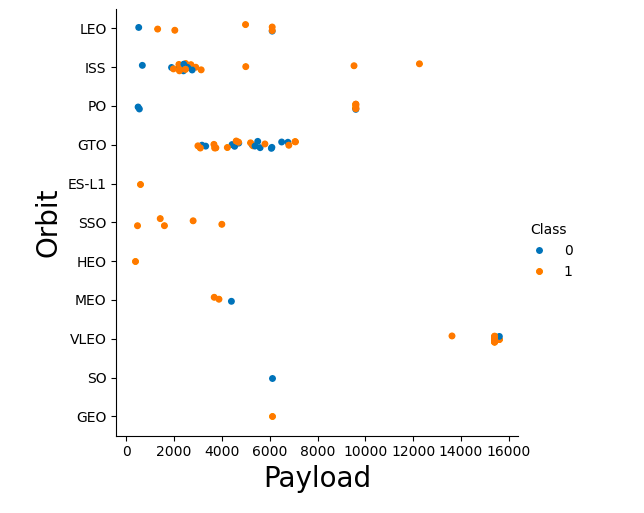 LEO
ISS
PO
GTO
ES-L1
SSO
HEO
MEO
VLEO
SO
GEO
Orbit
0 2000 4000 6000 8000 10000 12000 14000 16000
Payload
Class
0
1